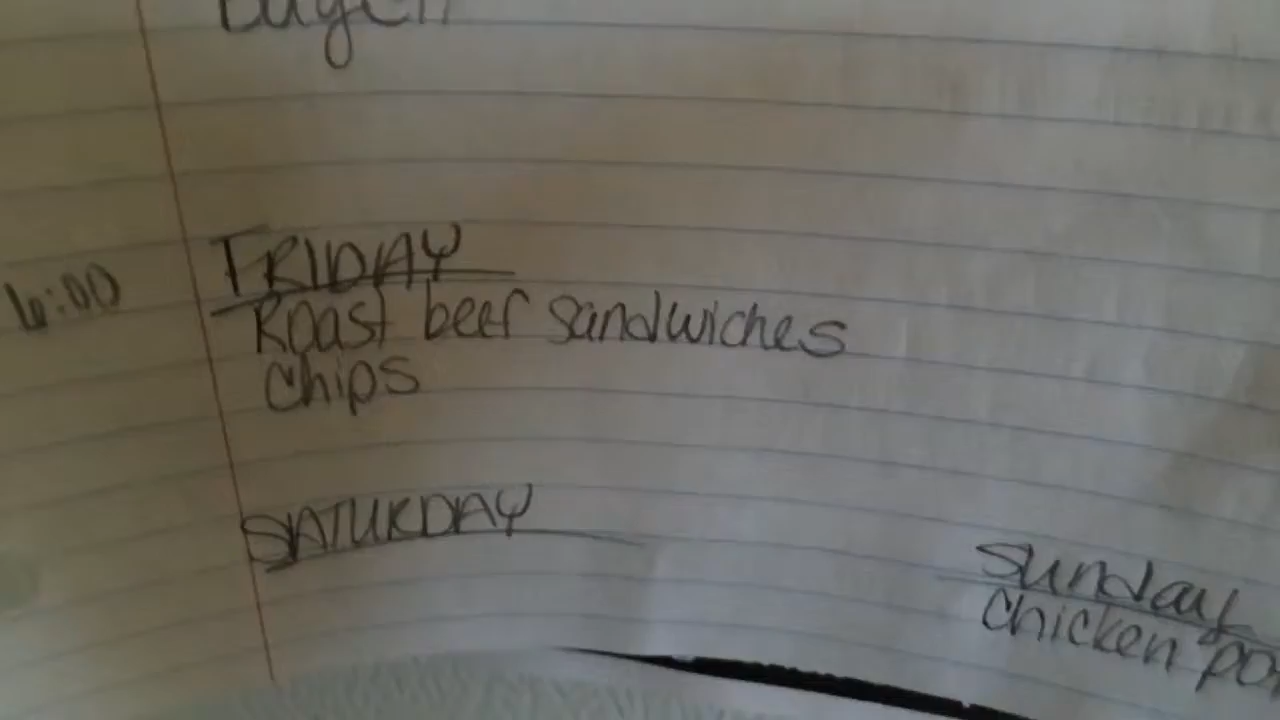 6:00 FRIDAY
Roast beef sandwiches
chips
SATURDAY
Sunday
Chicken